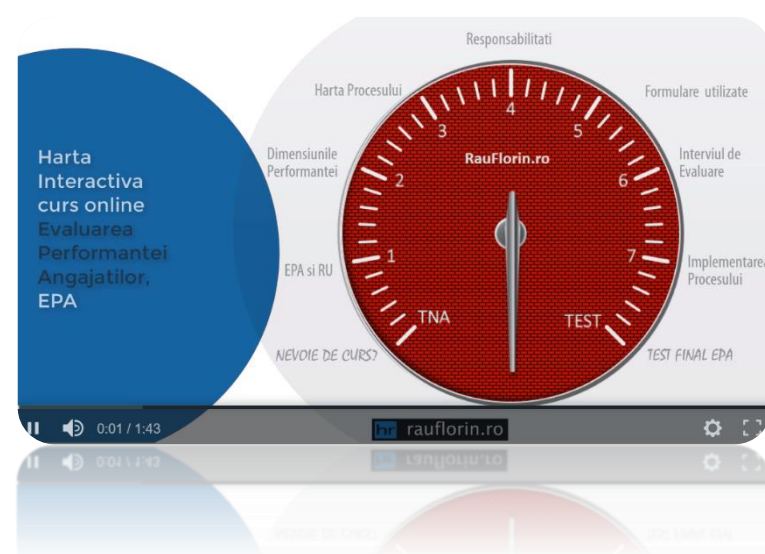 Harta
Interactiva
curs online
Evaluarea
Performantei
Angajatilor,
EPA
Responsabilitati
Harta Procesului
Formulare utilizate
Dimensiunile
Performantei
Interviul de
Evaluare
EPA si RU
Implementarea
Procesului
NEVOIE DE CURS?
TEST FINAL EPA
RauFlorin.ro
1
2
3
4
5
6
7
TNA
TEST
0:01 / 1:43
hr rauflorin.ro